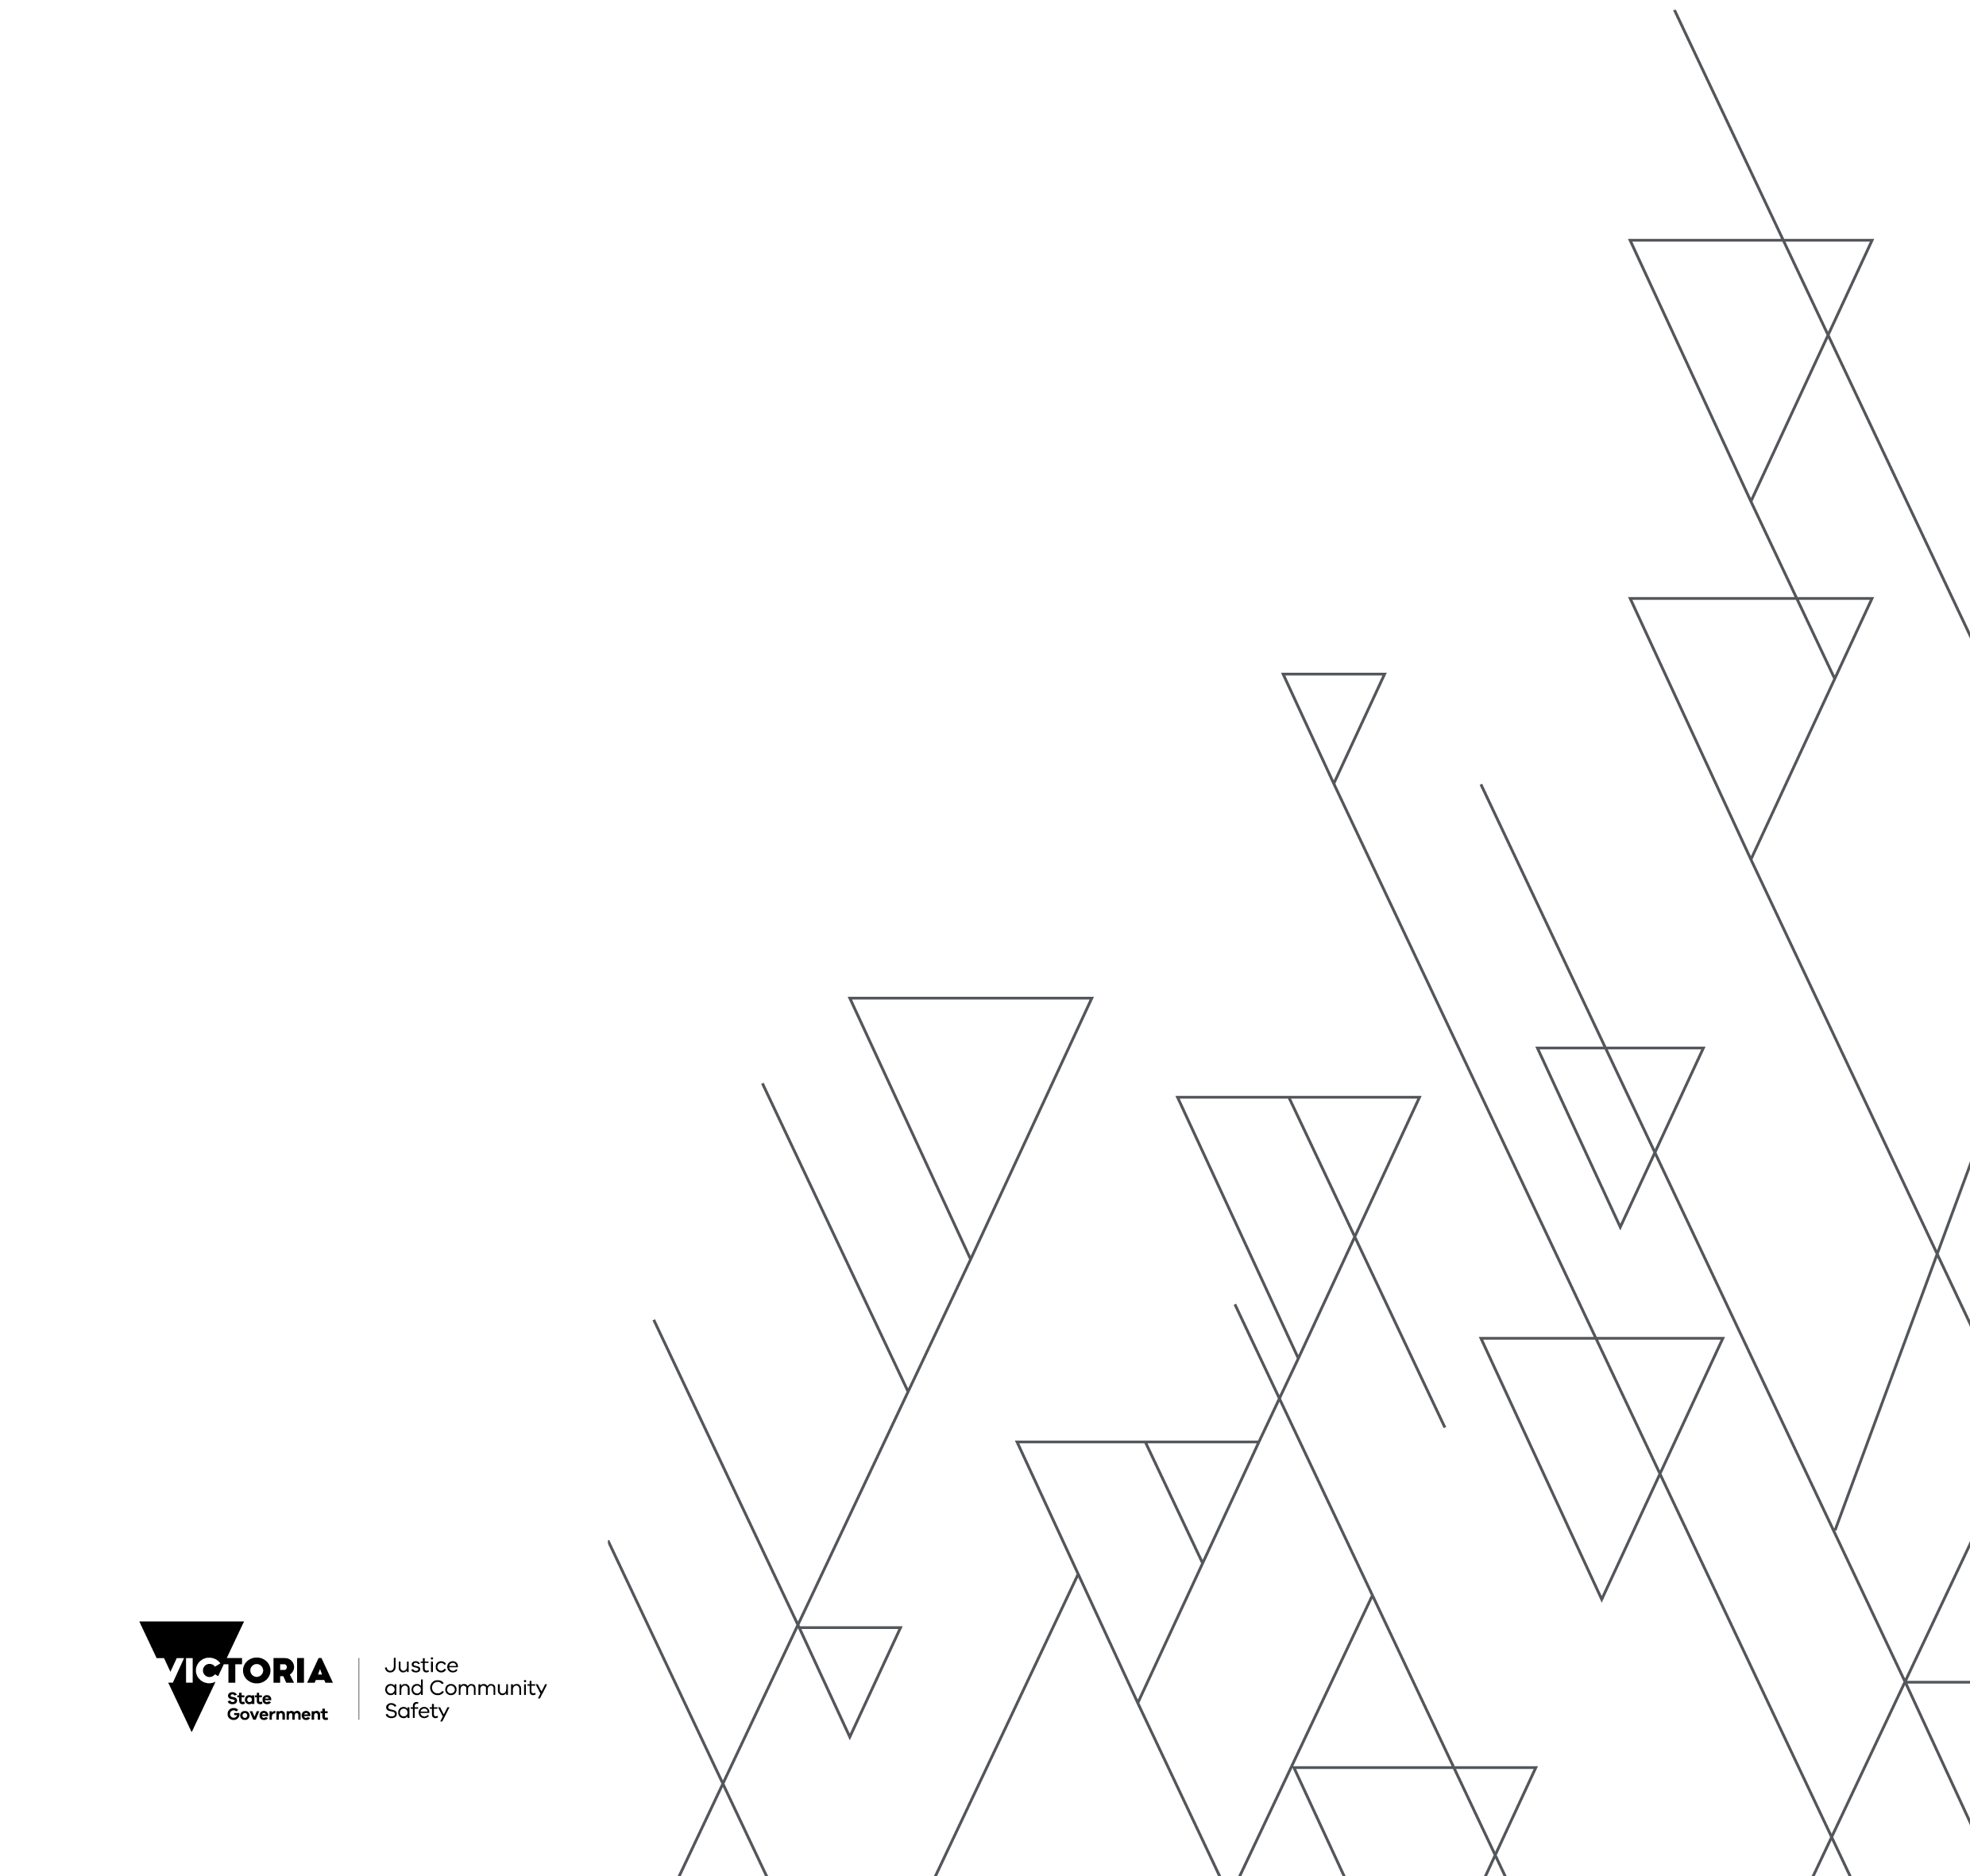 VICTORIA
State
Government
Justice
and Community
Safety